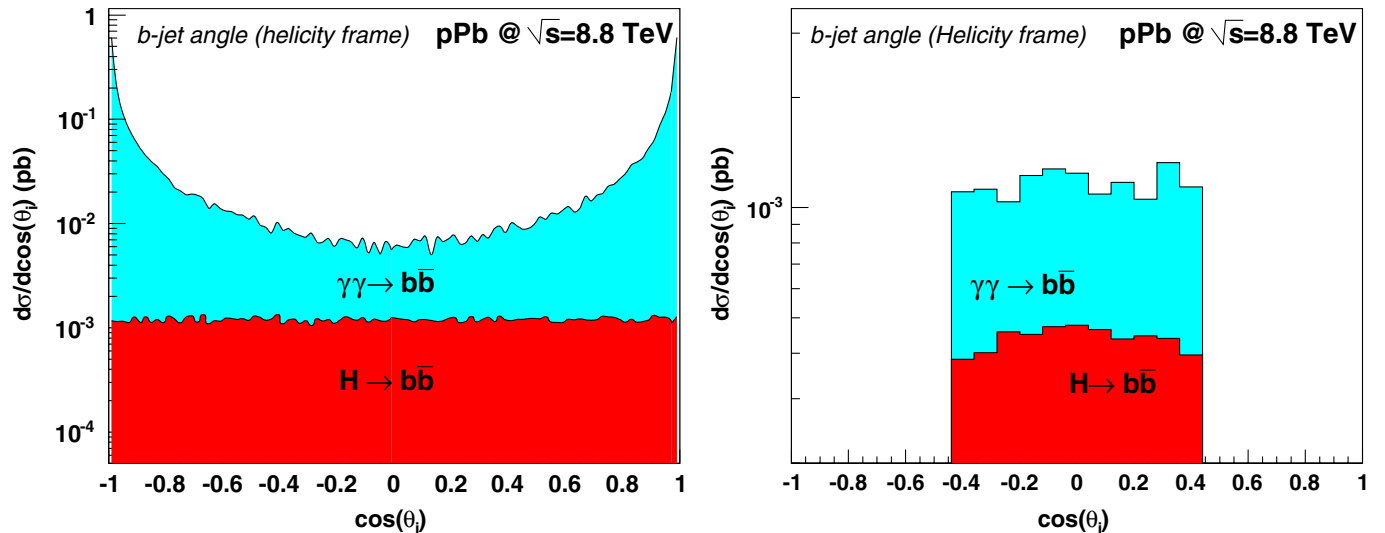 b-jet angle (helicity frame) pPb @ √s=8.8 TeV
dσ/dcos(θj) (pb)
1
10⁻¹
10⁻²
10⁻³
10⁻⁴
γγ→ bb̅
H→ bb̅
-1 -0.8 -0.6 -0.4 -0.2 0 0.2 0.4 0.6 0.8 1
cos(θj)
b-jet angle (Helicity frame) pPb @ √s=8.8 TeV
dσ/dcos(θj) (pb)
10⁻³
γγ→ bb̅
H→ bb̅
-1 -0.8 -0.6 -0.4 -0.2 0 0.2 0.4 0.6 0.8 1
cos(θj)